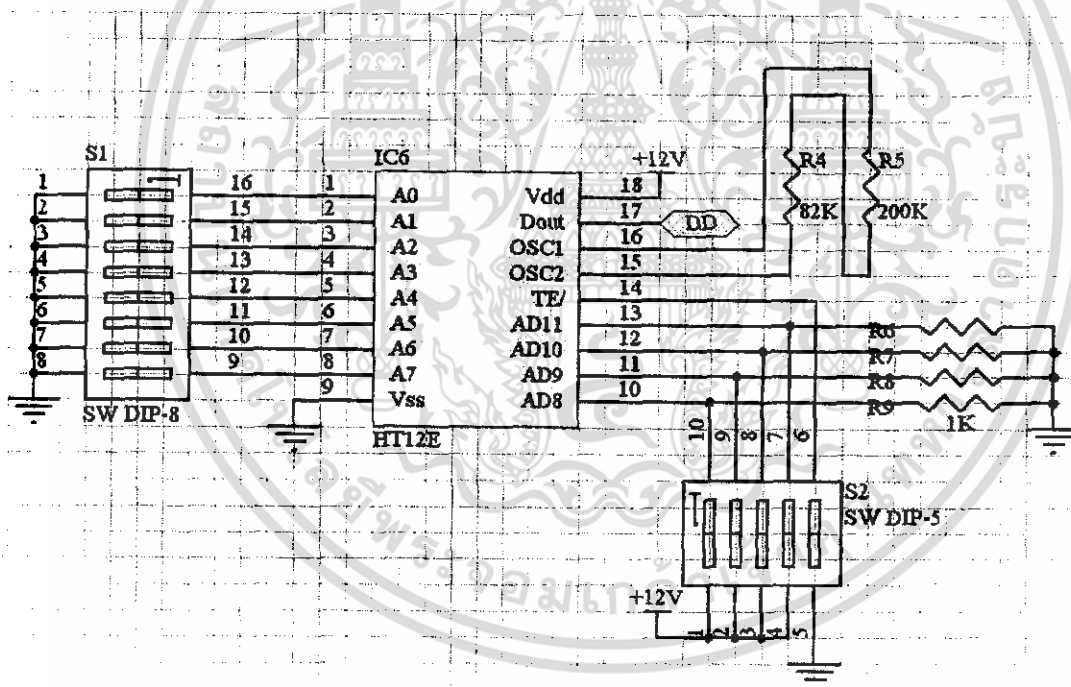 S1
1
2
3
4
5
6
7
8
SW DIP-8
16
15
14
13
12
11
10
9
IC6
1
2
3
4
5
6
7
8
9
A0
A1
A2
A3
A4
A5
A6
A7
Vss
Vdd
Dout
OSC1
OSC2
TE/
AD11
AD10
AD9
AD8
HT12E
18
17
16
15
14
13
12
11
10
+12V
DD
R4
82K
R5
200K
R6
R7
R8
R9
1K
10
9
8
7
6
S2
SW DIP-5
+12V
1
2
3
4
5